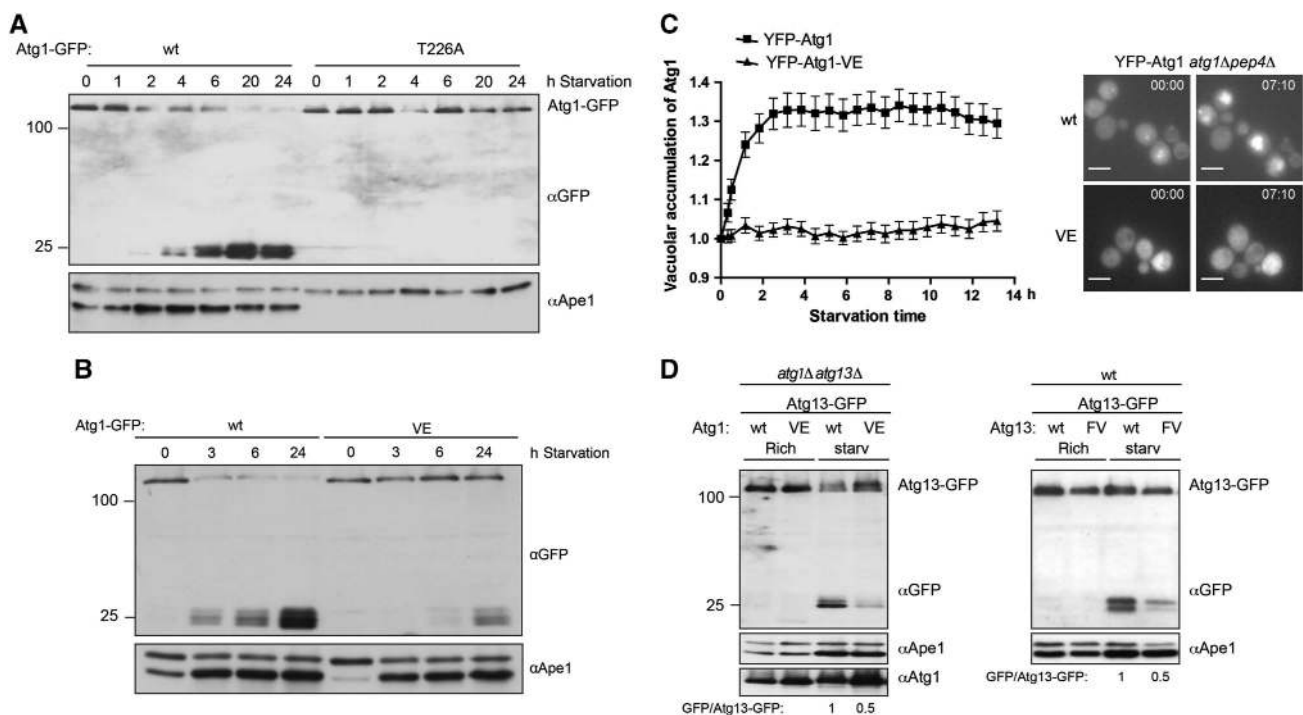 A
Atg1-GFP: wt T226A
0 1 2 4 6 20 24 0 1 2 4 6 20 24 h Starvation
Atg1-GFP
100
αGFP
25
αApe1
B
Atg1-GFP: wt VE
0 3 6 24 0 3 6 24 h Starvation
100
αGFP
25
αApe1
C
YFP-Atg1
YFP-Atg1-VE
Vacuolar accumulation of Atg1
1.4
1.3
1.2
1.1
1.0
0.9
0 2 4 6 8 10 12 14 h
Starvation time
YFP-Atg1 atg1Δpep4Δ
wt 00:00 07:10
VE 00:00 07:10
D
atg1Δatg13Δ
Atg13-GFP
Atg1: wt VE wt VE
Rich starv
Atg13-GFP
100
αGFP
25
αApe1
αAtg1
GFP/Atg13-GFP: 1 0.5
wt
Atg13-GFP
Atg13: wt FV wt FV
Rich starv
Atg13-GFP
αGFP
αApe1
GFP/Atg13-GFP: 1 0.5